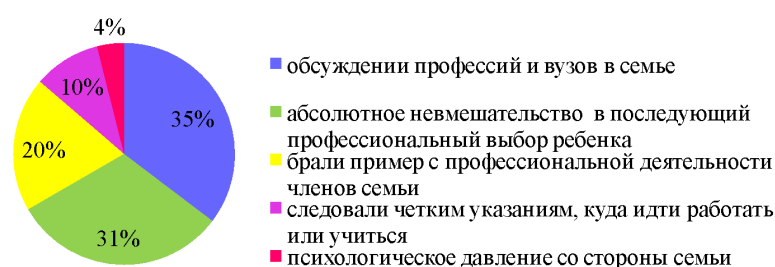 4%
10%
35%
20%
31%
обсуждении профессий и вузов в семье
абсолютное невмешательство в последующий
профессиональный выбор ребенка
брали пример с профессиональной деятельности
членов семьи
следовали четким указаниям, куда идти работать
или учиться
психологическое давление со стороны семьи